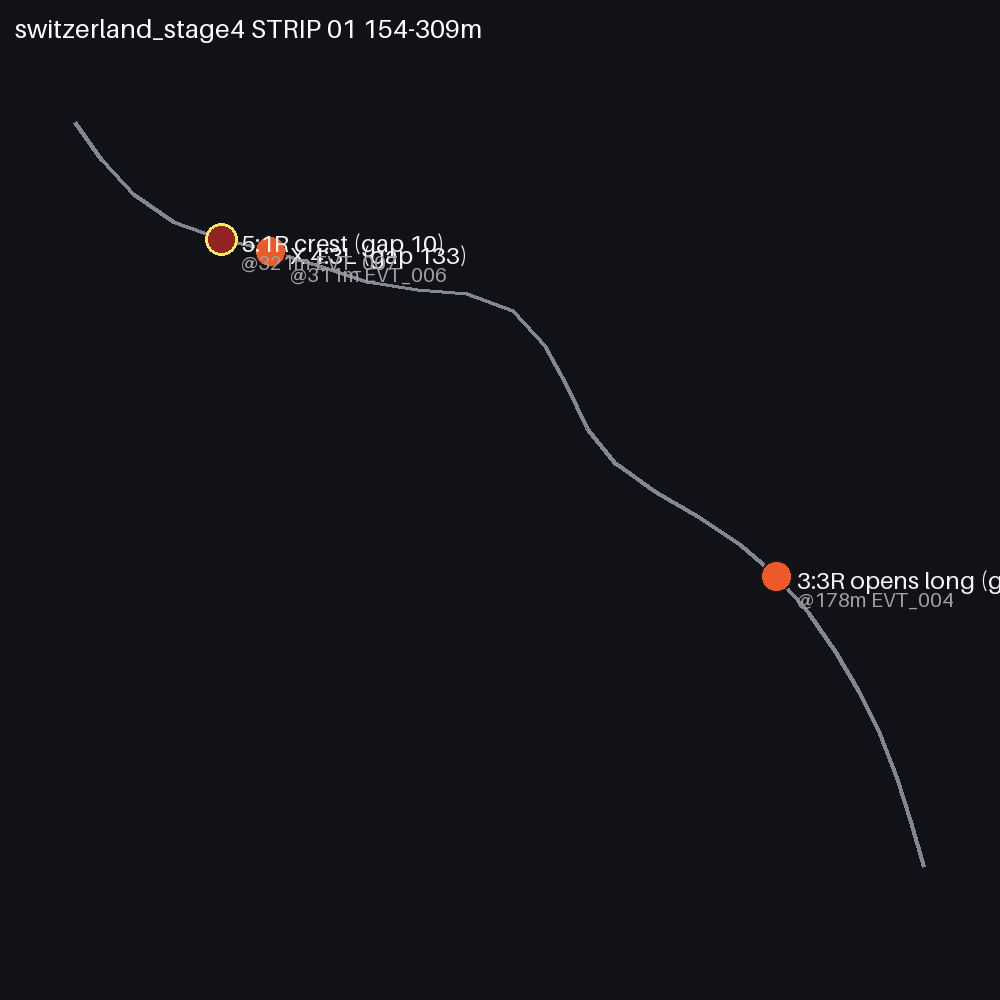 switzerland_stage4 STRIP 01 154-309m
5:1R crest (gap 10)
4:3L (gap 133)
@311m EVT_006
3:3R opens long (g
@178m EVT_004